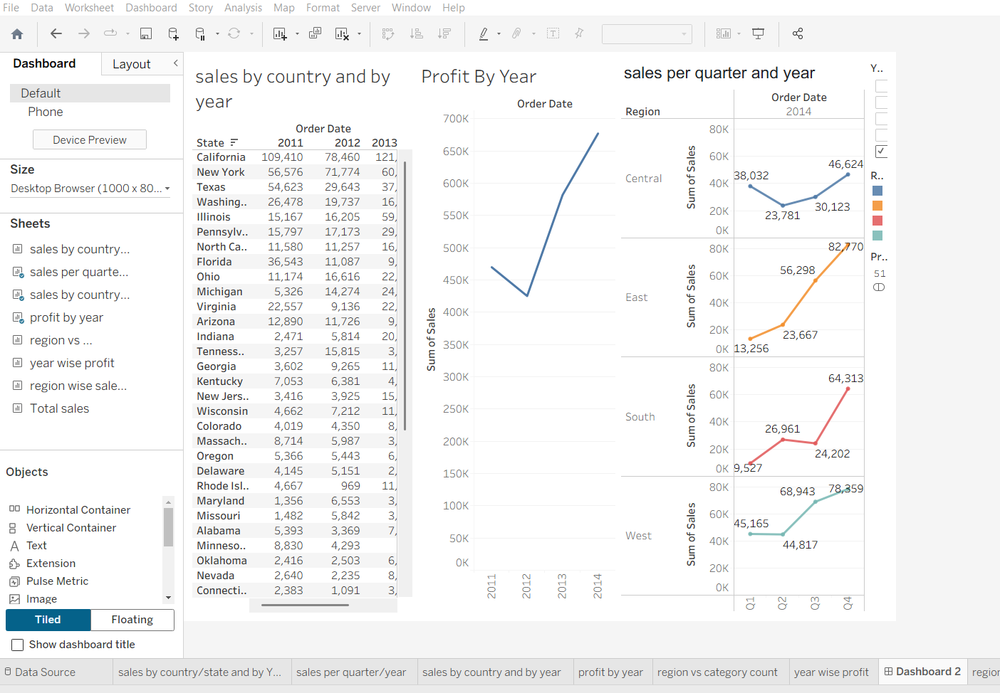 File Data Worksheet Dashboard Story Analysis Map Format Server Window Help
Dashboard Layout
Default
Phone
Device Preview
Size
Desktop Browser (1000 x 80...
Sheets
sales by country...
sales per quarte...
sales by country...
profit by year
region vs ...
year wise profit
region wise sale...
Total sales
Objects
Horizontal Container
Vertical Container
Text
Extension
Pulse Metric
Image
Tiled Floating
Show dashboard title
sales by country and by
year
Order Date
State 2011 2012 2013
California 109,410 78,460 121,
New York 56,576 71,774 60,
Texas 54,623 29,643 37,
Washing.. 26,478 19,737 16,
Illinois 15,167 16,205 59,
Pennsylv.. 15,797 17,173 29,
North Ca.. 11,580 11,257 16,
Florida 36,543 11,087 9,
Ohio 11,174 16,616 22,
Michigan 5,326 14,274 24,
Virginia 22,557 9,136 22,
Arizona 12,890 11,726 9,
Indiana 2,471 5,814 20,
Tenness.. 3,257 15,815 3,
Georgia 3,602 9,265 11,
Kentucky 7,053 6,381 4,
New Jers.. 3,416 3,925 15,
Wisconsin 4,662 7,212 11,
Colorado 4,019 4,350 8,
Massach.. 8,714 5,987 3,
Oregon 5,366 5,443 6,
Delaware 4,145 5,151 2,
Rhode Isl.. 4,667 969 11,
Maryland 1,356 6,553 3,
Missouri 1,482 5,842 3,
Alabama 5,393 3,369 7,
Minneso.. 8,830 4,293
Oklahoma 2,416 2,503 6,
Nevada 2,640 2,235 8,
Connecti.. 2,383 1,091 3,
Profit By Year
Order Date
700K
650K
600K
550K
500K
450K
400K
350K
300K
250K
200K
150K
100K
50K
0K
Sum of Sales
2011 2012 2013 2014
sales per quarter and year
Order Date
Region 2014
Central
Sum of Sales
80K
60K
40K
20K
0K
38,032 23,781 30,123 46,624
East
Sum of Sales
80K
60K
40K
20K
0K
13,256 23,667 56,298 82,770
South
Sum of Sales
80K
60K
40K
20K
0K
9,527 26,961 24,202 64,313
West
Sum of Sales
80K
60K
40K
20K
0K
45,165 44,817 68,943 78,359
Q1 Q2 Q3 Q4
Y..
R..
Pr..
51
Data Source sales by country/state and by Y... sales per quarter/year sales by country and by year profit by year region vs category count year wise profit Dashboard 2 region